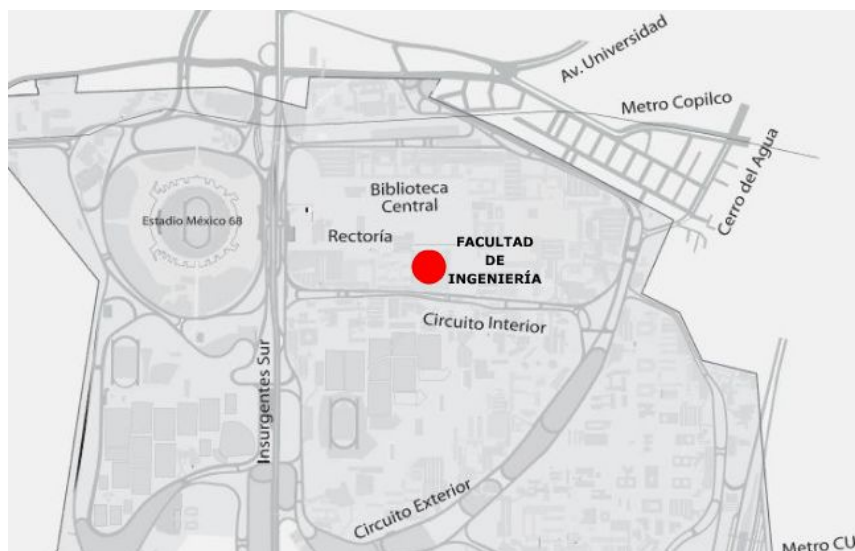 Av. Universidad
Metro Copilco
Cerro del Agua
Biblioteca
Central
Estadio México 68
Rectoría
FACULTAD
DE
INGENIERÍA
Circuito Interior
Insurgentes Sur
Circuito Exterior
Metro CU